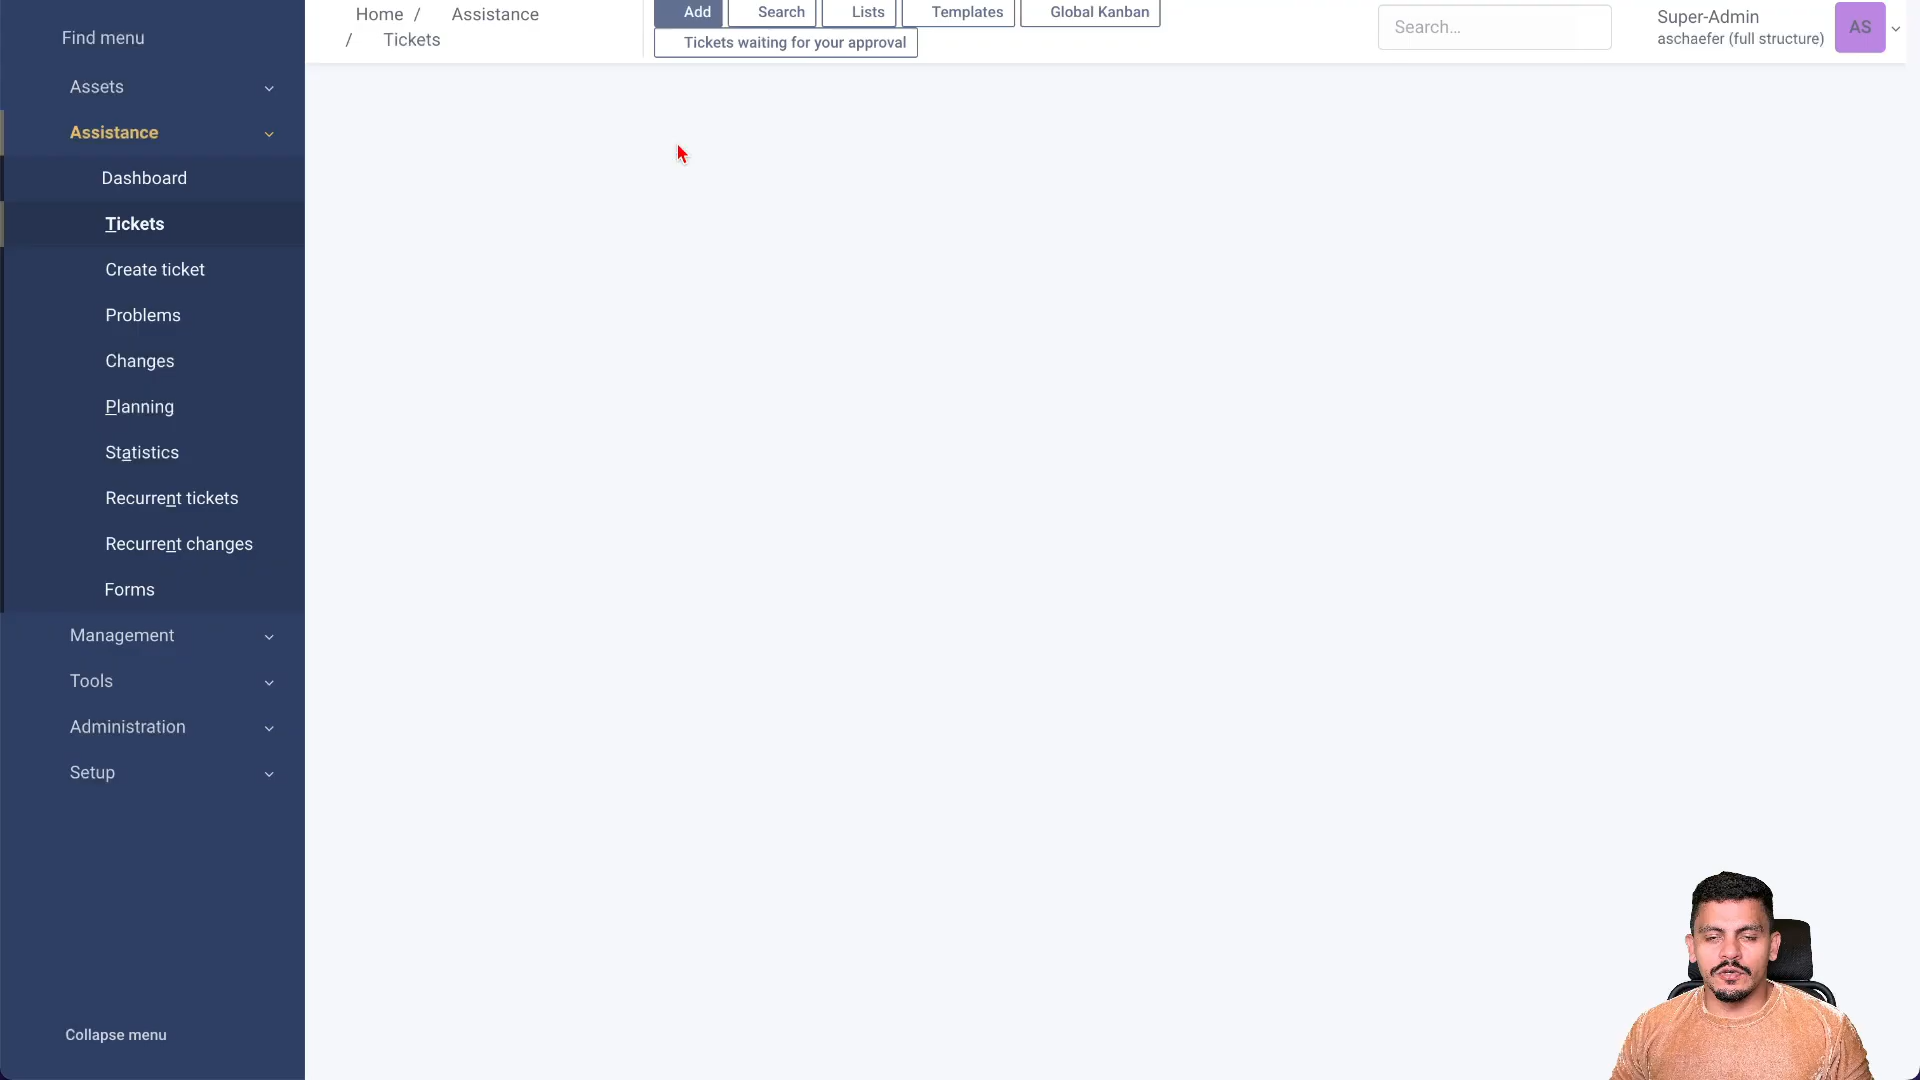 Find menu
Assets
Assistance
Dashboard
Tickets
Create ticket
Problems
Changes
Planning
Statistics
Recurrent tickets
Recurrent changes
Forms
Management
Tools
Administration
Setup
Collapse menu
Home / Assistance
/ Tickets
Add Search Lists Templates Global Kanban
Tickets waiting for your approval
Search...
Super-Admin
aschaefer (full structure)
AS